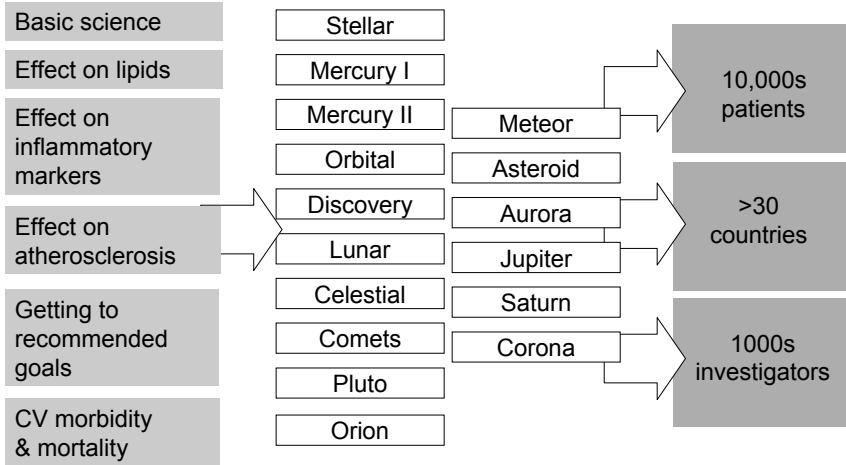 Basic science
Effect on lipids
Effect on
inflammatory
markers
Effect on
atherosclerosis
Getting to
recommended
goals
CV morbidity
& mortality
Stellar
Mercury I
Mercury II
Orbital
Discovery
Lunar
Celestial
Comets
Pluto
Orion
Meteor
Asteroid
Aurora
Jupiter
Saturn
Corona
10,000s
patients
>30
countries
1000s
investigators